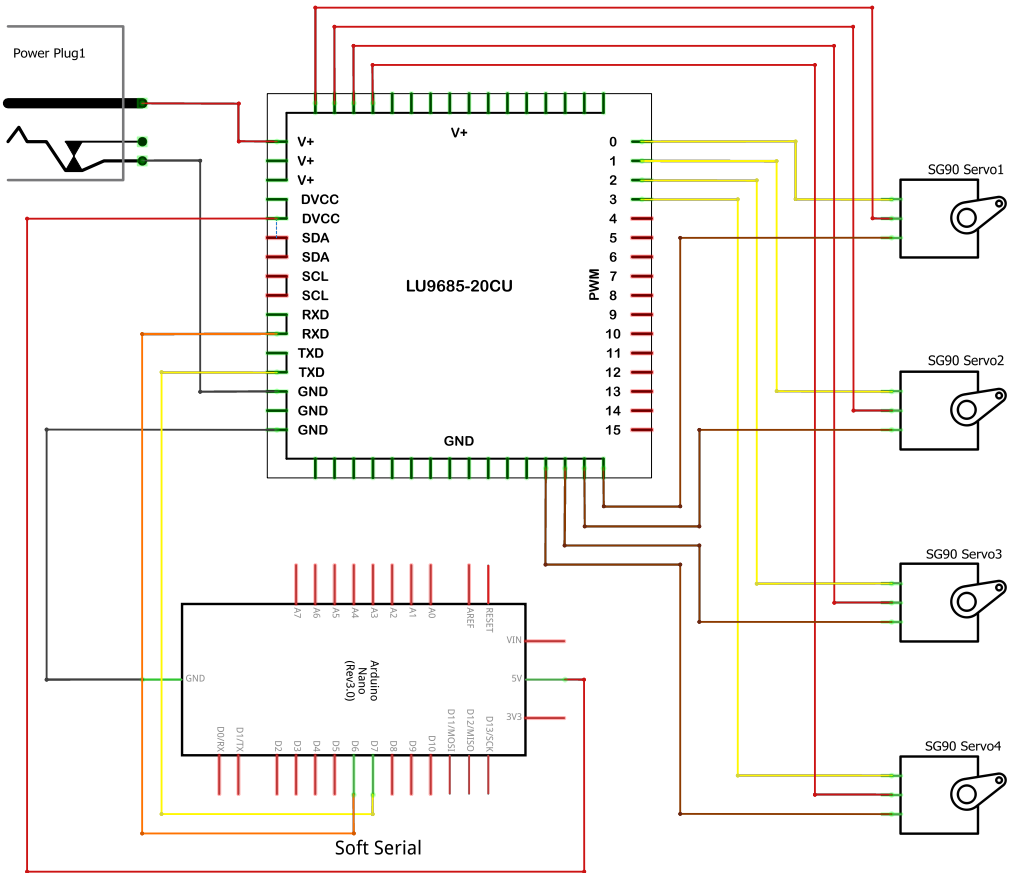 Power Plug1
V+
V+
V+
V+
DVCC
DVCC
SDA
SDA
SCL
SCL
RXD
RXD
TXD
TXD
GND
GND
GND
LU9685-20CU
GND
PWM
0
1
2
3
4
5
6
7
8
9
10
11
12
13
14
15
SG90 Servo1
SG90 Servo2
SG90 Servo3
SG90 Servo4
A7
A6
A5
A4
A3
A2
A1
A0
AREF
RESET
VIN
5V
3V3
GND
Arduino
Nano
(Rev3.0)
D0/RX
D1/TX
D2
D3
D4
D5
D6
D7
D8
D9
D10
D11/MOSI
D12/MISO
D13/SCK
Soft Serial